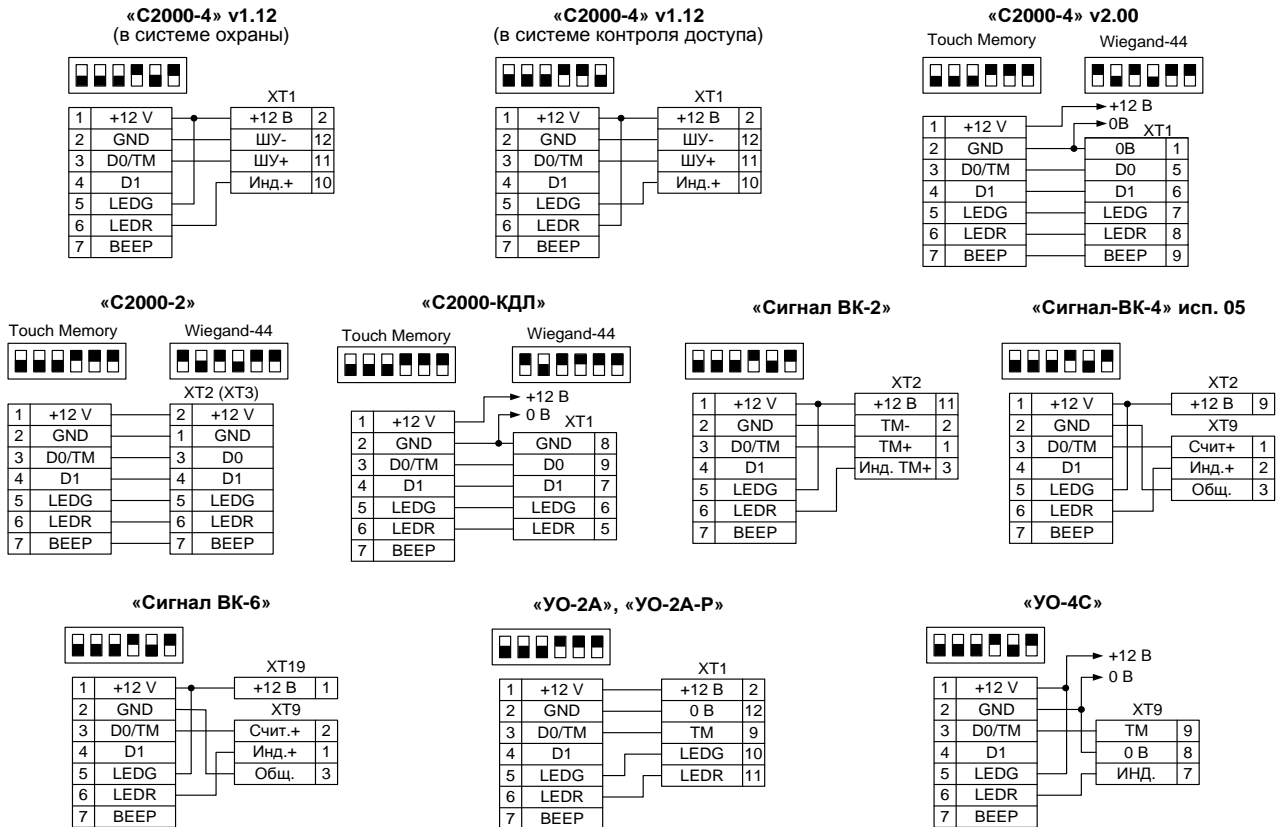 «С2000-4» v1.12
(в системе охраны)
XT1
1 +12 V +12 В 2
2 GND ШУ- 12
3 D0/TM ШУ+ 11
4 D1 Инд.+ 10
5 LEDG
6 LEDR
7 BEEP
«С2000-4» v1.12
(в системе контроля доступа)
XT1
1 +12 V +12 В 2
2 GND ШУ- 12
3 D0/TM ШУ+ 11
4 D1 Инд.+ 10
5 LEDG
6 LEDR
7 BEEP
«С2000-4» v2.00
Touch Memory Wiegand-44
+12 В
0В
XT1
1 +12 V
2 GND 0В 1
3 D0/TM D0 5
4 D1 D1 6
5 LEDG LEDG 7
6 LEDR LEDR 8
7 BEEP BEEP 9
«С2000-2»
Touch Memory Wiegand-44
XT2 (XT3)
1 +12 V 2 +12 V
2 GND 1 GND
3 D0/TM 3 D0
4 D1 4 D1
5 LEDG 5 LEDG
6 LEDR 6 LEDR
7 BEEP 7 BEEP
«С2000-КДЛ»
Touch Memory Wiegand-44
+12 В
0 В
XT1
1 +12 V
2 GND GND 8
3 D0/TM D0 9
4 D1 D1 7
5 LEDG LEDG 6
6 LEDR LEDR 5
7 BEEP
«Сигнал ВК-2»
XT2
1 +12 V +12 В 11
2 GND TM- 2
3 D0/TM TM+ 1
4 D1 Инд. TM+ 3
5 LEDG
6 LEDR
7 BEEP
«Сигнал-ВК-4» исп. 05
XT2
1 +12 V +12 В 9
2 GND XT9
3 D0/TM Счит+ 1
4 D1 Инд.+ 2
5 LEDG Общ. 3
6 LEDR
7 BEEP
«Сигнал ВК-6»
XT19
1 +12 V +12 В 1
2 GND XT9
3 D0/TM Счит.+ 2
4 D1 Инд.+ 1
5 LEDG Общ. 3
6 LEDR
7 BEEP
«УО-2А», «УО-2А-Р»
XT1
1 +12 V +12 В 2
2 GND 0 В 12
3 D0/TM TM 9
4 D1 LEDG 10
5 LEDG LEDR 11
6 LEDR
7 BEEP
«УО-4С»
+12 В
0 В
1 +12 V
2 GND XT9
3 D0/TM TM 9
4 D1 0 В 8
5 LEDG ИНД. 7
6 LEDR
7 BEEP